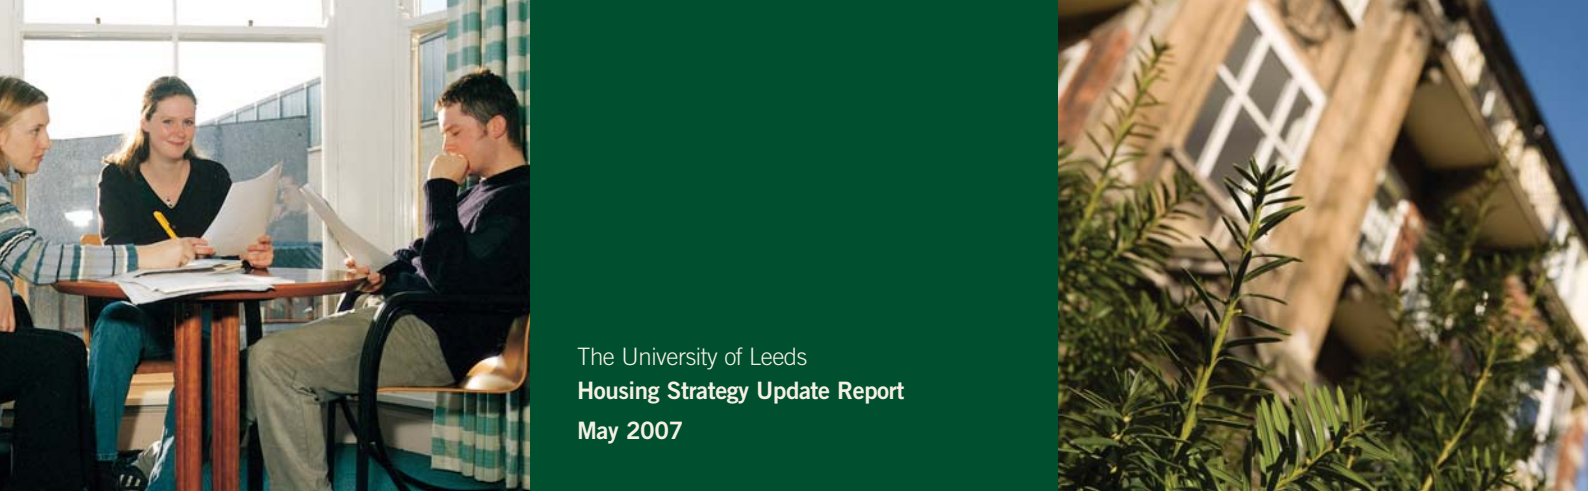 The University of Leeds
Housing Strategy Update Report
May 2007